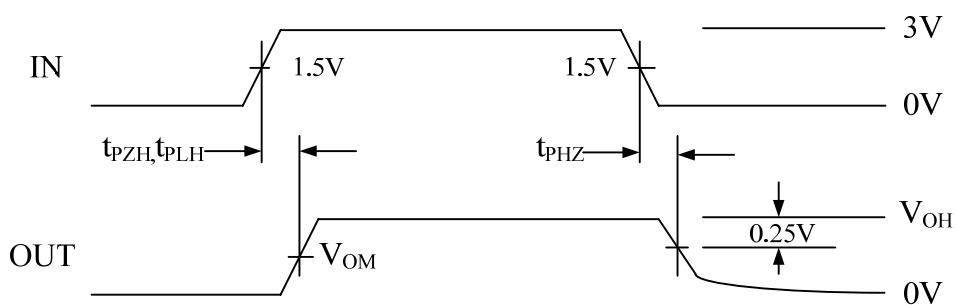 3V
IN 1.5V 1.5V
0V
tPZH,tPLH tPHZ
VOH
0.25V
OUT VOM
0V